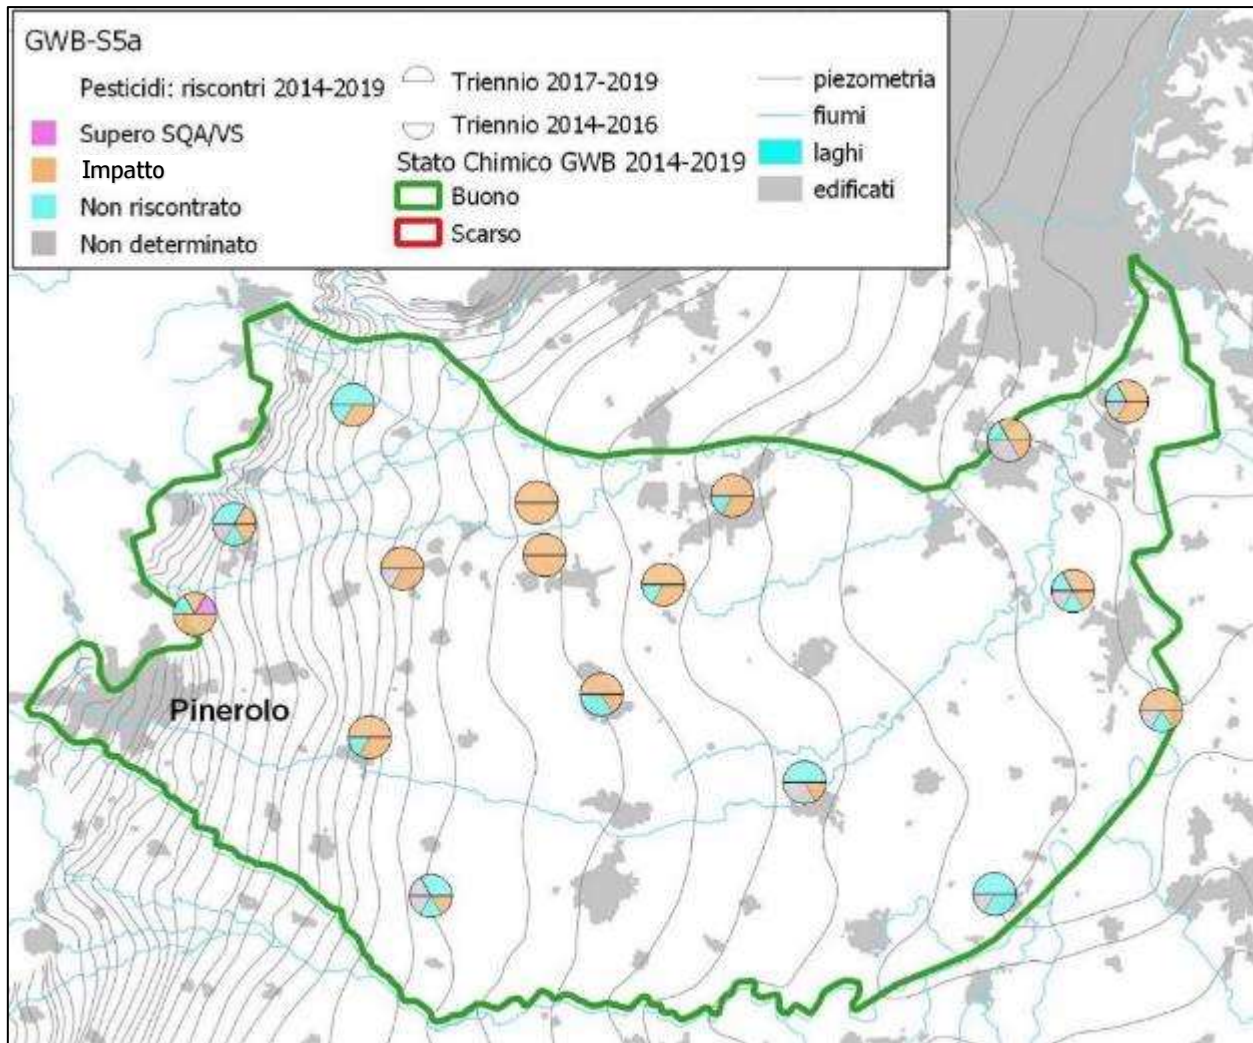 GWB-S5a
Pesticidi: riscontri 2014-2019
Supero SQA/VS
Impatto
Non riscontrato
Non determinato
Triennio 2017-2019
Triennio 2014-2016
Stato Chimico GWB 2014-2019
Buono
Scarso
piezometria
fiumi
laghi
edificati
Pinerolo